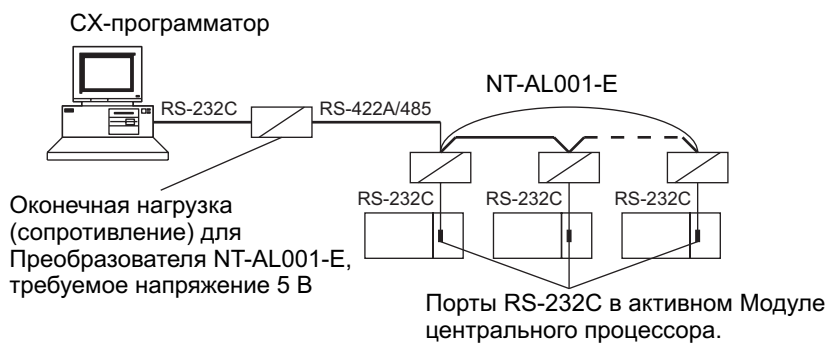 СХ-программатор
NT-AL001-E
RS-232C
RS-422A/485
RS-232C
RS-232C
RS-232C
Оконечная нагрузка
(сопротивление) для
Преобразователя NT-AL001-E,
требуемое напряжение 5 В
Порты RS-232C в активном Модуле
центрального процессора.